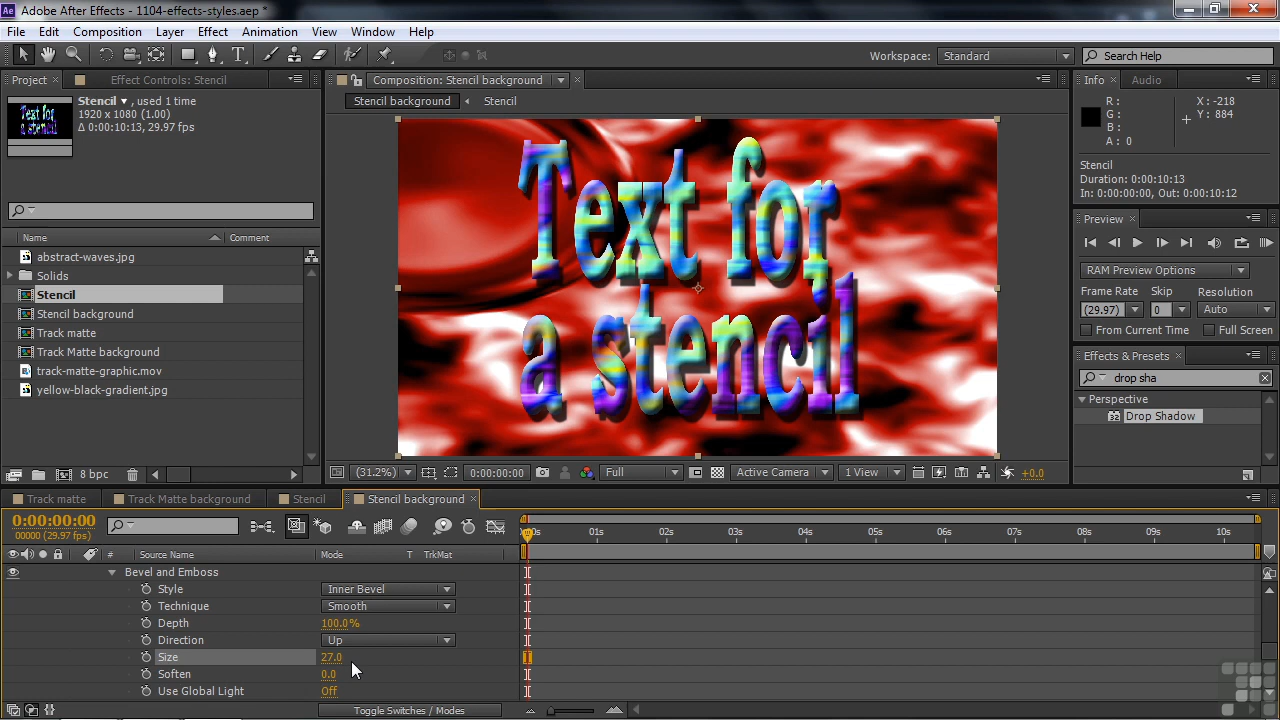 Ae Adobe After Effects - 1104-effects-styles.aep *
File Edit Composition Layer Effect Animation View Window Help
Workspace: Standard Search Help
Project Effect Controls: Stencil
Stencil , used 1 time
1920 x 1080 (1.00)
Δ 0:00:10:13, 29.97 fps
Name Comment
abstract-waves.jpg
Solids
Stencil
Stencil background
Track matte
Track Matte background
track-matte-graphic.mov
yellow-black-gradient.jpg
8 bpc
Composition: Stencil background
Stencil background Stencil
Text for
a stencil
(31.2%) 0:00:00:00 Full Active Camera 1 View +0.0
Info Audio
R : X : -218
G : Y : 884
B :
A : 0
Stencil
Duration: 0:00:10:13
In: 0:00:00:00, Out: 0:00:10:12
Preview
RAM Preview Options
Frame Rate Skip Resolution
(29.97) 0 Auto
From Current Time Full Screen
Effects & Presets
drop sha
Perspective
32 Drop Shadow
Track matte Track Matte background Stencil Stencil background
0:00:00:00
00000 (29.97 fps)
# Source Name Mode T TrkMat
01s 02s 03s 04s 05s 06s 07s 08s 09s 10s
Bevel and Emboss
Style Inner Bevel
Technique Smooth
Depth 100.0%
Direction Up
Size 27.0
Soften 0.0
Use Global Light Off
Toggle Switches / Modes